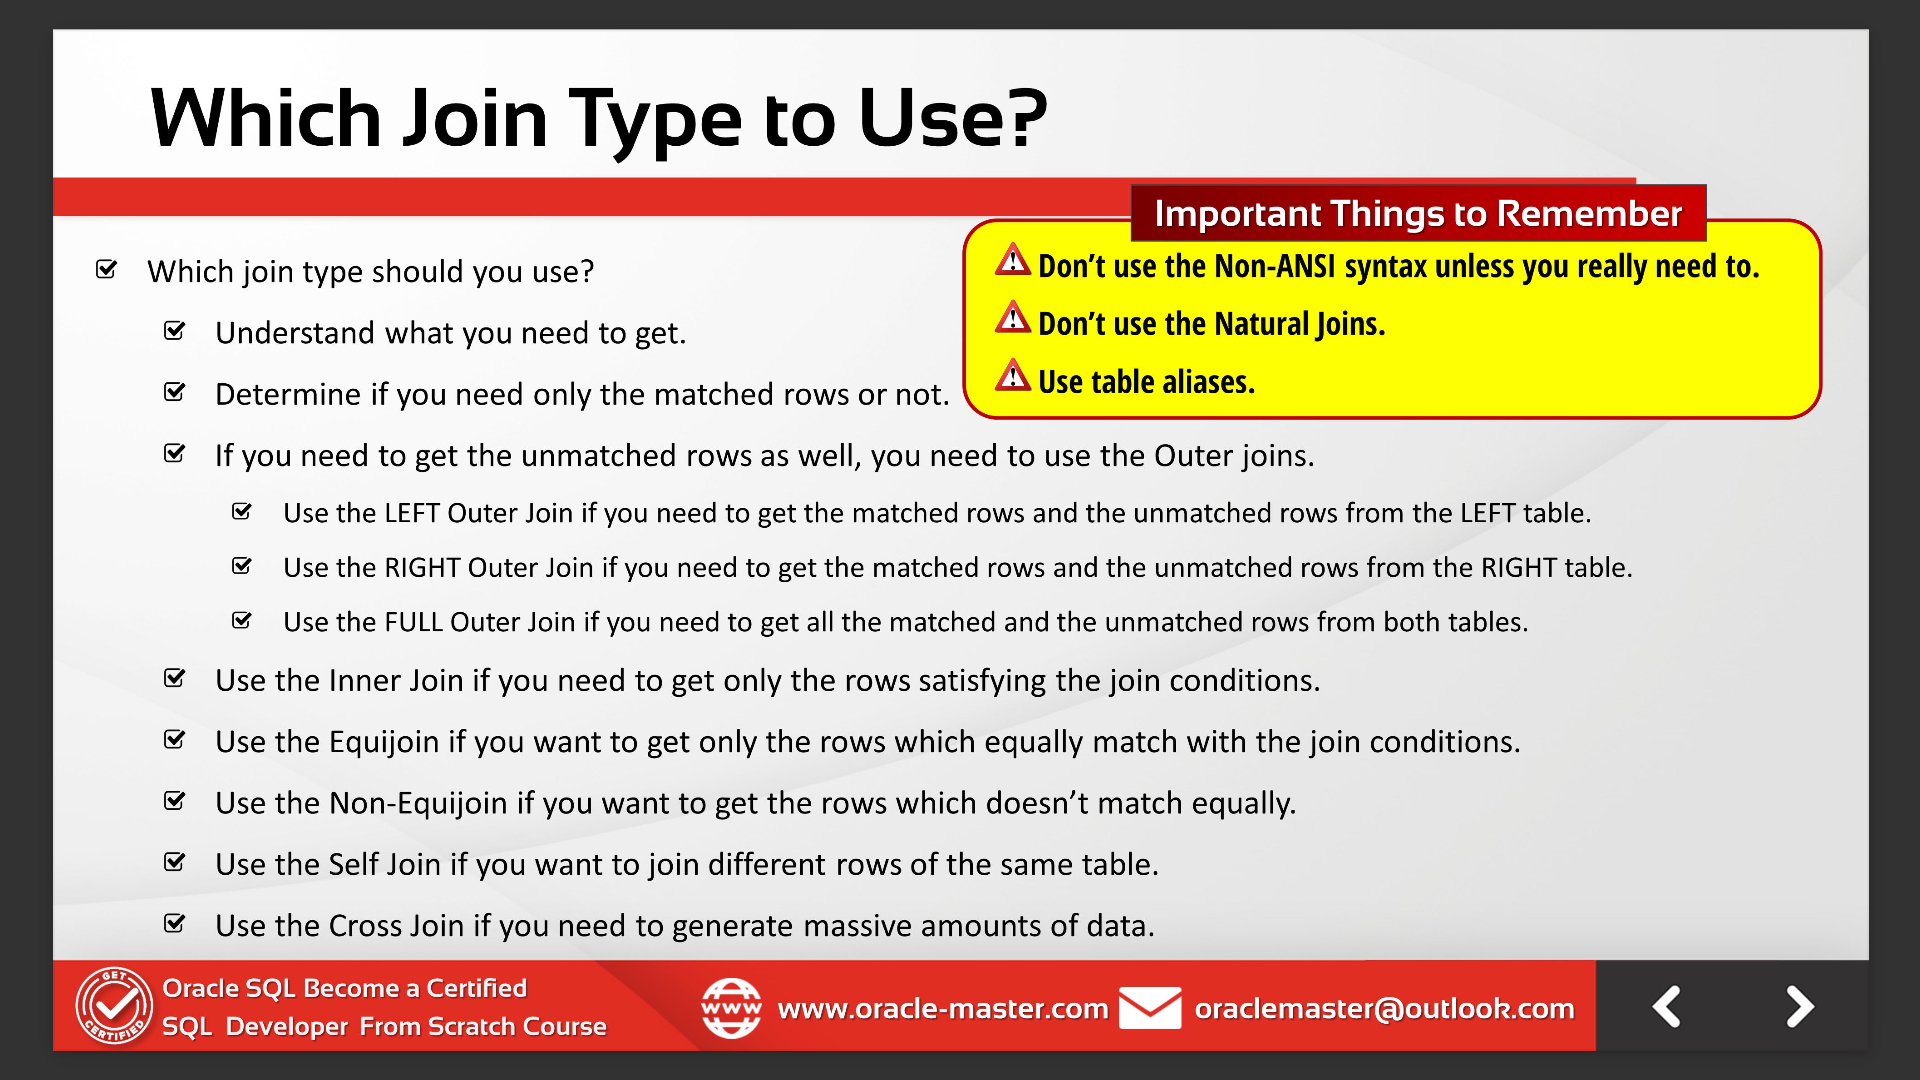 Which Join Type to Use?
Important Things to Remember
Don't use the Non-ANSI syntax unless you really need to.
Don't use the Natural Joins.
Use table aliases.
Which join type should you use?
Understand what you need to get.
Determine if you need only the matched rows or not.
If you need to get the unmatched rows as well, you need to use the Outer joins.
Use the LEFT Outer Join if you need to get the matched rows and the unmatched rows from the LEFT table.
Use the RIGHT Outer Join if you need to get the matched rows and the unmatched rows from the RIGHT table.
Use the FULL Outer Join if you need to get all the matched and the unmatched rows from both tables.
Use the Inner Join if you need to get only the rows satisfying the join conditions.
Use the Equijoin if you want to get only the rows which equally match with the join conditions.
Use the Non-Equijoin if you want to get the rows which doesn't match equally.
Use the Self Join if you want to join different rows of the same table.
Use the Cross Join if you need to generate massive amounts of data.
GET
CERTIFIED
Oracle SQL Become a Certified
SQL Developer From Scratch Course
www
www.oracle-master.com
oraclemaster@outlook.com